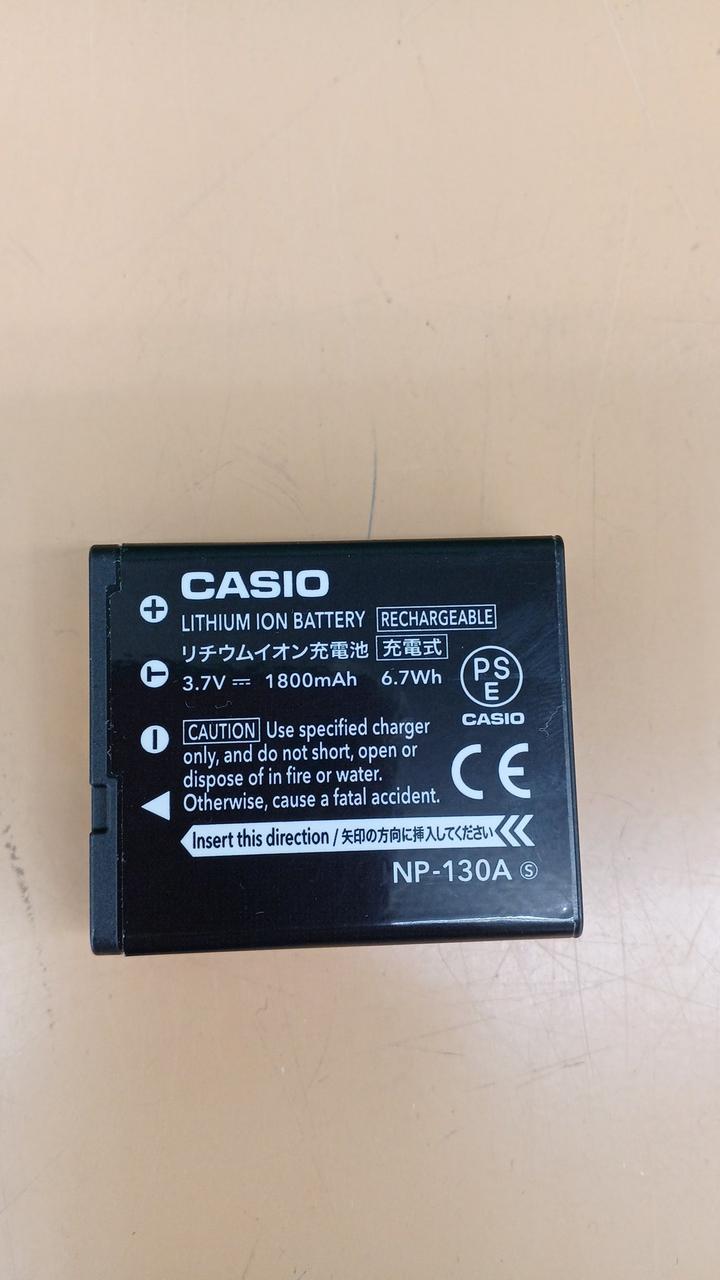 CASIO
LITHIUM ION BATTERY RECHARGEABLE
リチウムイオン充電池 充電式
3.7V ⎓ 1800mAh 6.7Wh
PS
E
CASIO
+
T
−
CAUTION Use specified charger
only, and do not short, open or
dispose of in fire or water.
Otherwise, cause a fatal accident.
CE
Insert this direction / 矢印の方向に挿入してください
NP-130A Ⓢ